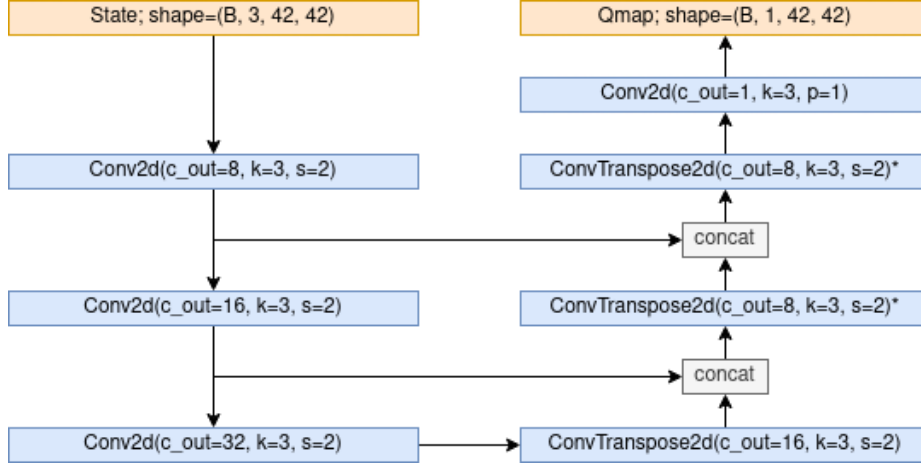 State; shape=(B, 3, 42, 42)
Qmap; shape=(B, 1, 42, 42)
Conv2d(c_out=1, k=3, p=1)
Conv2d(c_out=8, k=3, s=2)
ConvTranspose2d(c_out=8, k=3, s=2)*
concat
Conv2d(c_out=16, k=3, s=2)
ConvTranspose2d(c_out=8, k=3, s=2)*
concat
Conv2d(c_out=32, k=3, s=2)
ConvTranspose2d(c_out=16, k=3, s=2)